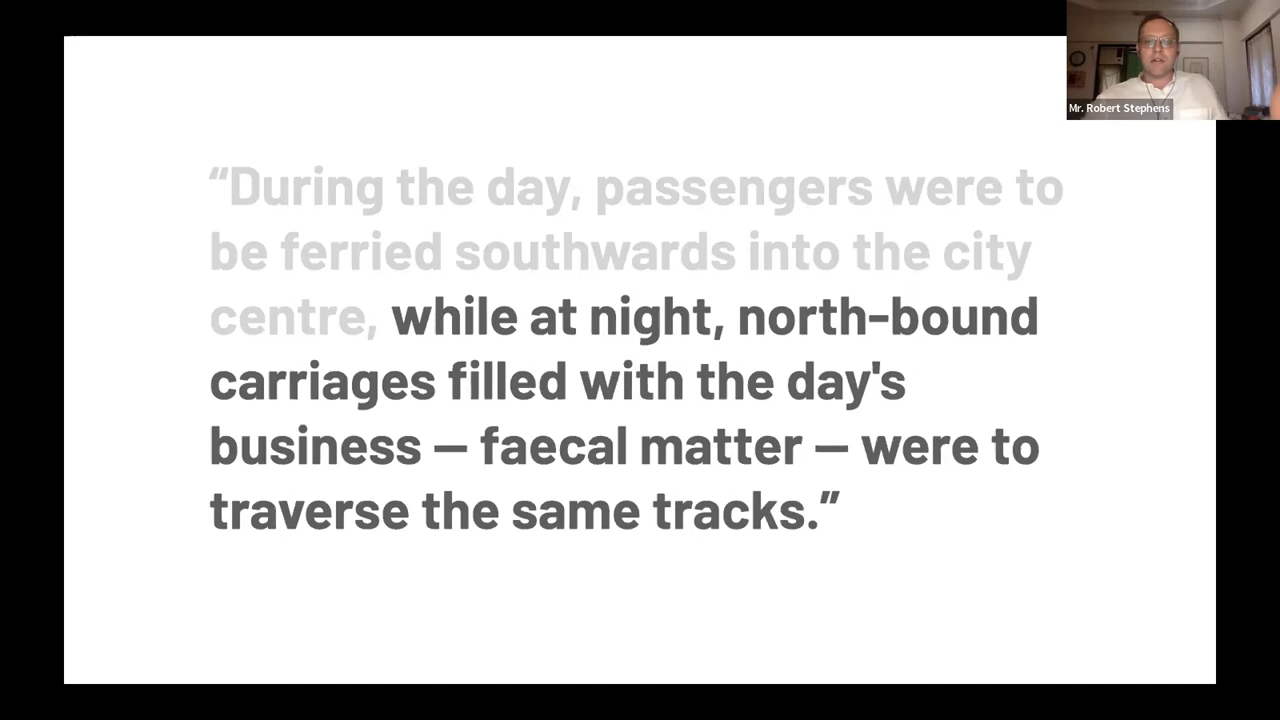 “During the day, passengers were to
be ferried southwards into the city
centre, while at night, north-bound
carriages filled with the day's
business — faecal matter — were to
traverse the same tracks.”
Mr. Robert Stephens